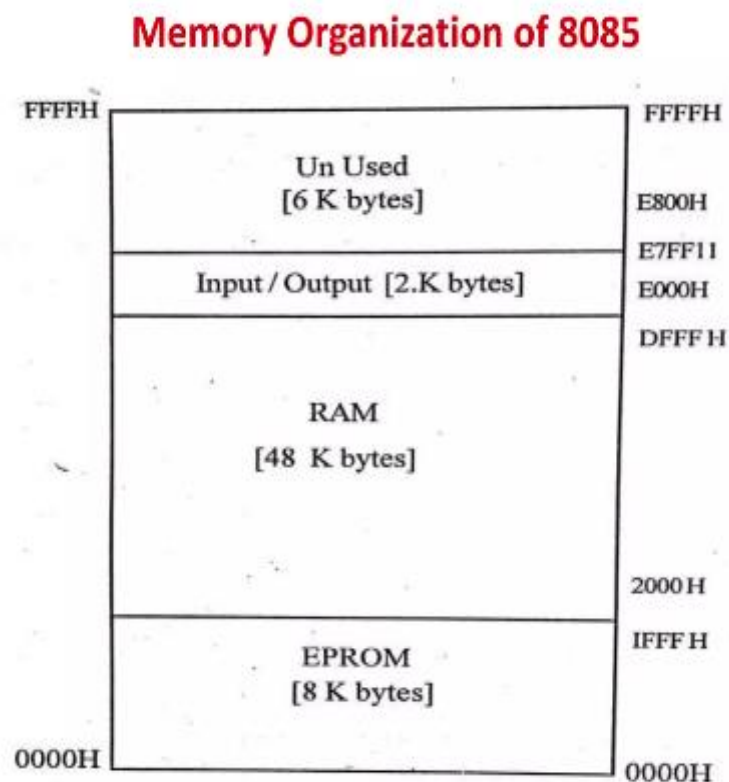 Memory Organization of 8085
FFFFH
FFFFH
Un Used
[6 K bytes]
E800H
E7FF11
Input / Output [2.K bytes]
E000H
DFFF H
RAM
[48 K bytes]
2000 H
IFFF H
EPROM
[8 K bytes]
0000H
0000H